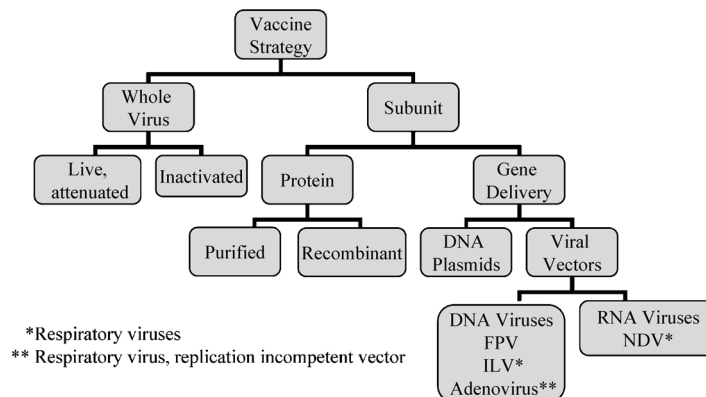 Vaccine
Strategy
Whole
Virus
Subunit
Live,
attenuated
Inactivated
Protein
Gene
Delivery
Purified
Recombinant
DNA
Plasmids
Viral
Vectors
DNA Viruses
FPV
ILV*
Adenovirus**
RNA Viruses
NDV*
*Respiratory viruses
** Respiratory virus, replication incompetent vector